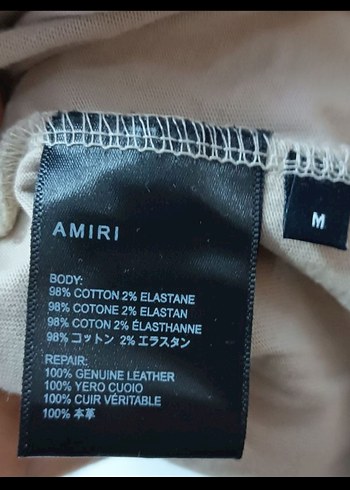 AMIRI
M
BODY:
98% COTTON 2% ELASTANE
98% COTONE 2% ELASTAN
98% COTON 2% ÉLASTHANNE
98% コットン 2% エラスタン
REPAIR:
100% GENUINE LEATHER
100% YERO CUOIO
100% CUIR VÉRITABLE
100% 本革